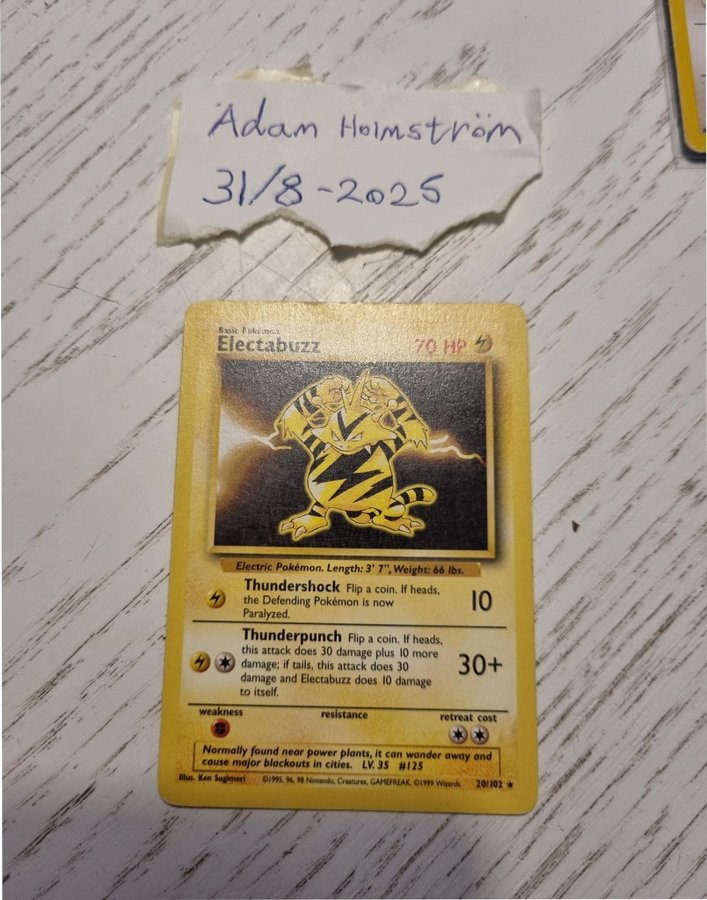 Adam Holmström
31/8-2025
Basic Pokémon
Electabuzz 70 HP
Electric Pokémon. Length: 3' 7", Weight: 66 lbs.
Thundershock Flip a coin. If heads,
the Defending Pokémon is now
Paralyzed.
10
Thunderpunch Flip a coin. If heads,
this attack does 30 damage plus 10 more
damage; if tails, this attack does 30
damage and Electabuzz does 10 damage
to itself.
30+
weakness resistance retreat cost
Normally found near power plants, it can wander away and
cause major blackouts in cities. LV. 35 #125
Illus. Ken Sugimori ©1995, 96, 98 Nintendo, Creatures, GAMEFREAK. ©1999 Wizards. 20/102 ★